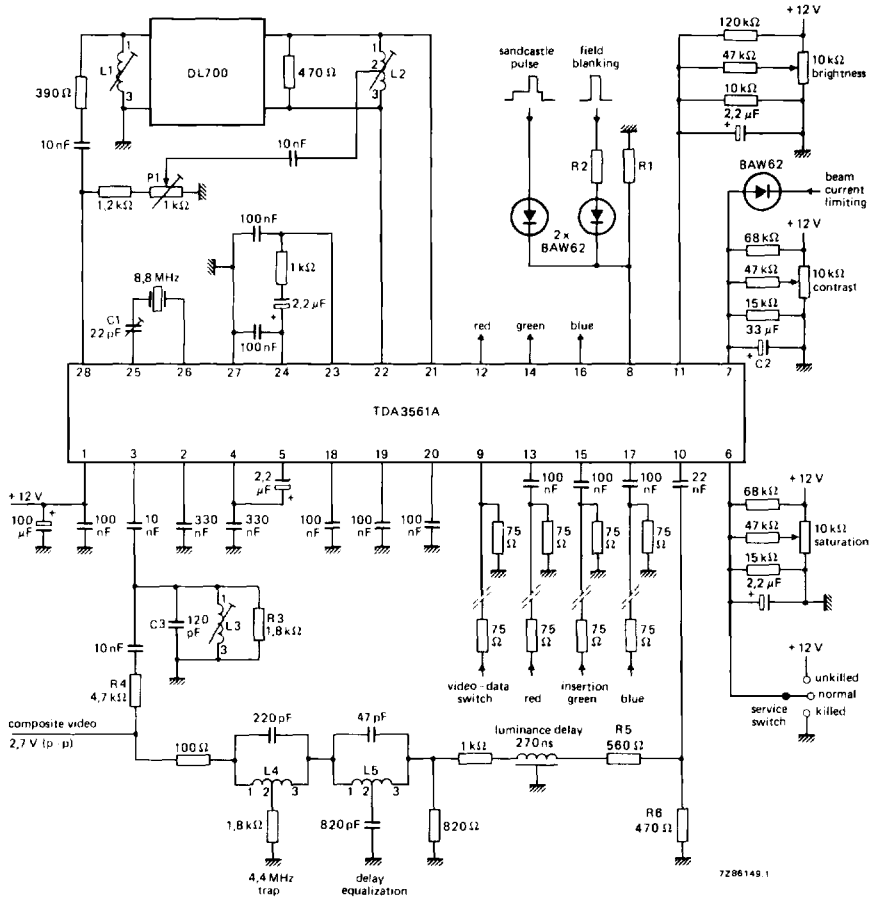 +12 V
120 kΩ
47 kΩ
10 kΩ
brightness
10kΩ
2,2 µF
+
sandcastle
pulse
field
blanking
1
L1
3
DL700
470 Ω
1
2
L2
3
390 Ω
10 nF
10 nF
R2
R1
BAW62
beam
current
limiting
P1
1,2kΩ
1kΩ
2 x
BAW62
100 nF
+12 V
68 kΩ
47 kΩ
10 kΩ
contrast
15 kΩ
33 µF
+
C2
1kΩ
8,8 MHz
2,2 µF
+
C1
22 pF
100 nF
red
green
blue
28
25
26
27
24
23
22
21
12
14
16
8
11
7
TDA3561A
1
3
2
4
5
18
19
20
9
13
15
17
10
6
+12 V
+
100
µF
100
nF
10
nF
330
nF
330
nF
2,2
µF
+
100
nF
100
nF
100
nF
100
nF
100
nF
100
nF
22
nF
75
Ω
75
Ω
75
Ω
75
Ω
+12 V
68 kΩ
47 kΩ
10 kΩ
saturation
15 kΩ
2,2 µF
+
C3
120
pF
1
L3
3
R3
1,8kΩ
10 nF
R4
4,7 kΩ
75
Ω
75
Ω
75
Ω
75
Ω
video-data
switch
red
insertion
green
blue
+12 V
unkilled
normal
killed
service
switch
composite video
2,7 V (p-p)
100 Ω
220 pF
L4
1 2 3
47 pF
L5
1 2 3
1 kΩ
luminance delay
270 ns
R5
560 Ω
1,8 kΩ
820 pF
820 Ω
R6
470 Ω
4,4 MHz
trap
delay
equalization
7Z86149.1